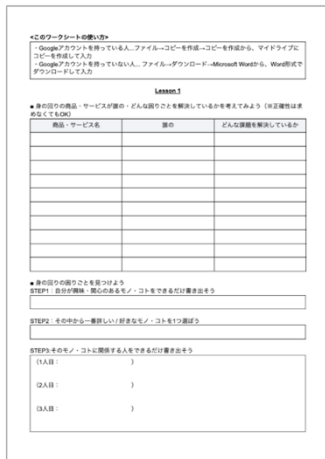 <このワークシートの使い方>
・Googleアカウントを持っている人...ファイル→コピーを作成→コピーを作成から、マイドライブに
コピーを作成して入力
・Googleアカウントを持っていない人... ファイル→ダウンロード→Microsoft Wordから、Word形式で
ダウンロードして入力
Lesson 1
● 身の回りの商品・サービスが誰の・どんな困りごとを解決しているかを考えてみよう（※正確性は求
めなくてもOK）
商品・サービス名 誰の どんな課題を解決しているか
● 身の回りの困りごとを見つけよう
STEP1：自分が興味・関心のあるモノ・コトをできるだけ書き出そう
STEP2：その中から一番詳しい / 好きなモノ・コトを1つ選ぼう
STEP3:そのモノ・コトに関係する人をできるだけ書き出そう
（1人目： ）
（2人目： ）
（3人目： ）